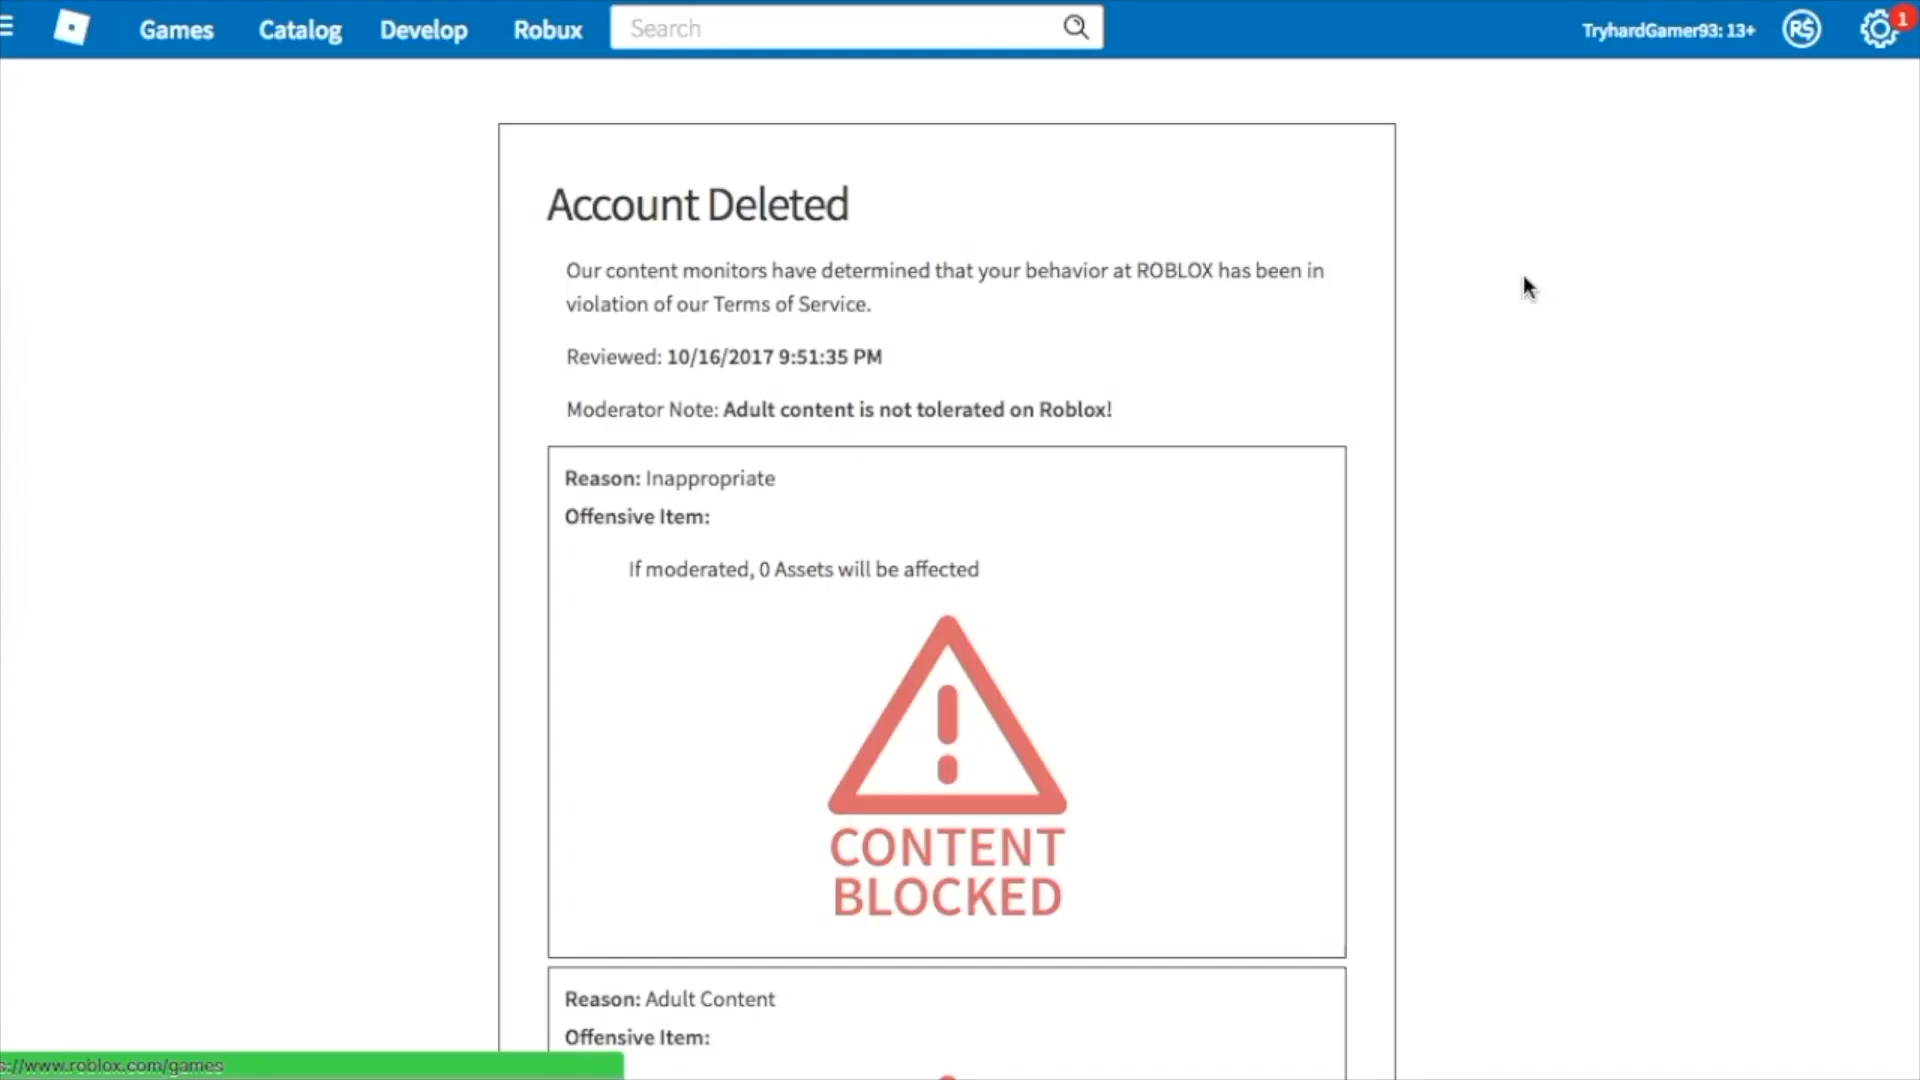 Games Catalog Develop Robux Search TryhardGamer93: 13+ R$ 1
Account Deleted
Our content monitors have determined that your behavior at ROBLOX has been in
violation of our Terms of Service.
Reviewed: 10/16/2017 9:51:35 PM
Moderator Note: Adult content is not tolerated on Roblox!
Reason: Inappropriate
Offensive Item:
If moderated, 0 Assets will be affected
CONTENT
BLOCKED
Reason: Adult Content
Offensive Item:
s://www.roblox.com/games